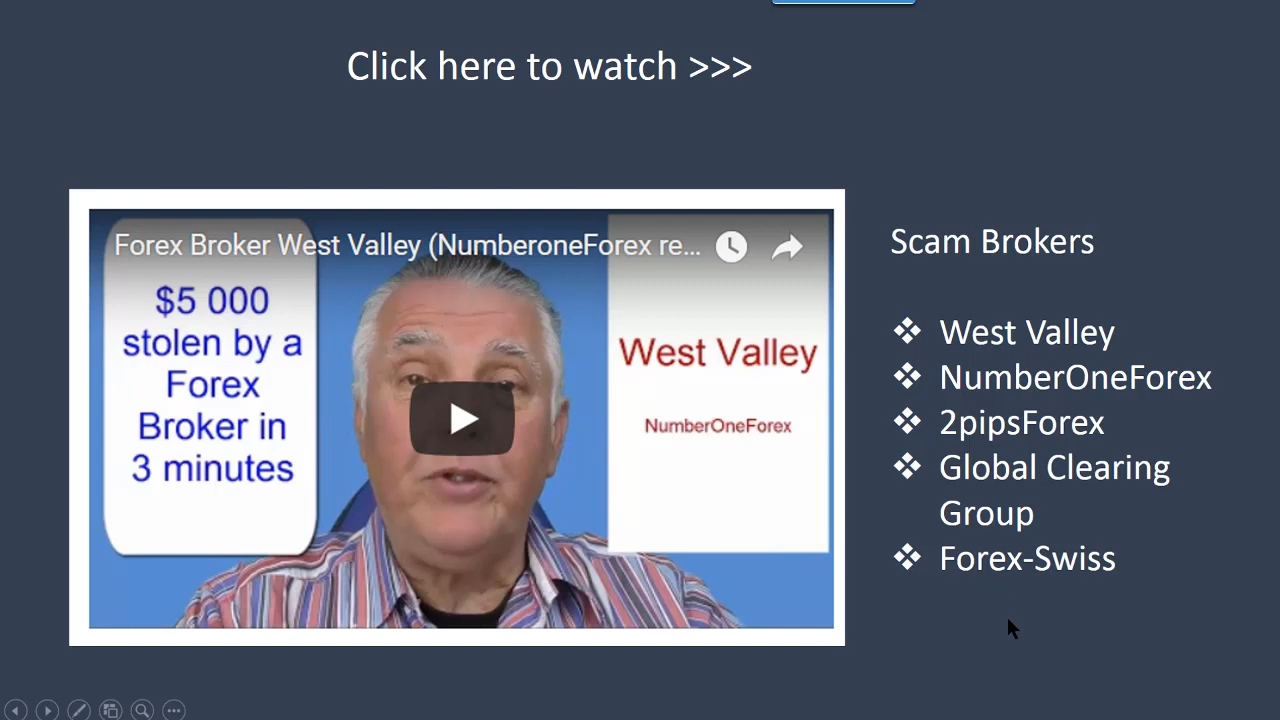 Click here to watch >>>
Forex Broker West Valley (NumberoneForex re...
$5 000
stolen by a
Forex
Broker in
3 minutes
West Valley
NumberOneForex
Scam Brokers
❖ West Valley
❖ NumberOneForex
❖ 2pipsForex
❖ Global Clearing
Group
❖ Forex-Swiss